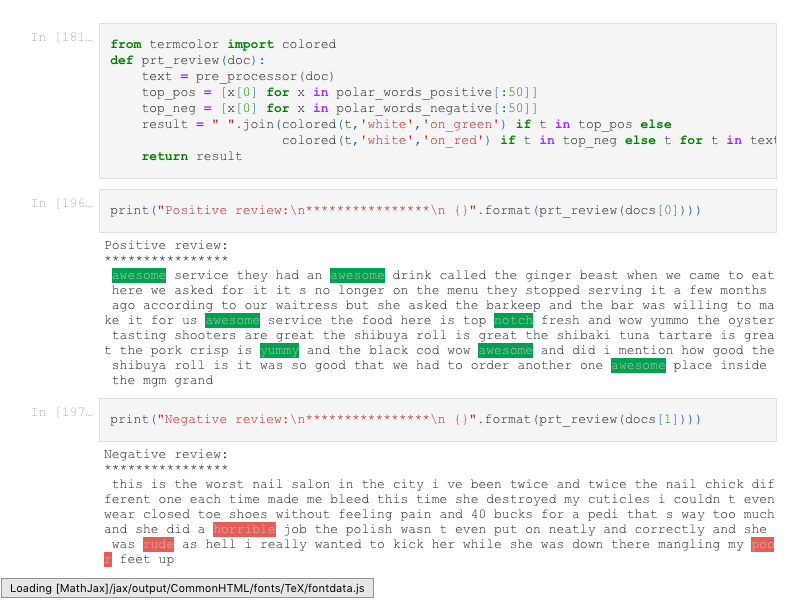 In [181…
from termcolor import colored
def prt_review(doc):
    text = pre_processor(doc)
    top_pos = [x[0] for x in polar_words_positive[:50]]
    top_neg = [x[0] for x in polar_words_negative[:50]]
    result = " ".join(colored(t,'white','on_green') if t in top_pos else
                      colored(t,'white','on_red') if t in top_neg else t for t in text
    return result
In [196…
print("Positive review:\n****************\n {}".format(prt_review(docs[0])))
Positive review:
****************
 awesome service they had an awesome drink called the ginger beast when we came to eat
 here we asked for it it s no longer on the menu they stopped serving it a few months
 ago according to our waitress but she asked the barkeep and the bar was willing to ma
ke it for us awesome service the food here is top notch fresh and wow yummo the oyster
 tasting shooters are great the shibuya roll is great the shibaki tuna tartare is grea
t the pork crisp is yummy and the black cod wow awesome and did i mention how good the
 shibuya roll is it was so good that we had to order another one awesome place inside
 the mgm grand
In [197…
print("Negative review:\n****************\n {}".format(prt_review(docs[1])))
Negative review:
****************
 this is the worst nail salon in the city i ve been twice and twice the nail chick dif
ferent one each time made me bleed this time she destroyed my cuticles i couldn t even
wear closed toe shoes without feeling pain and 40 bucks for a pedi that s way too much
and she did a horrible job the polish wasn t even put on neatly and correctly and she
 was rude as hell i really wanted to kick her while she was down there mangling my poo
r feet up
Loading [MathJax]/jax/output/CommonHTML/fonts/TeX/fontdata.js